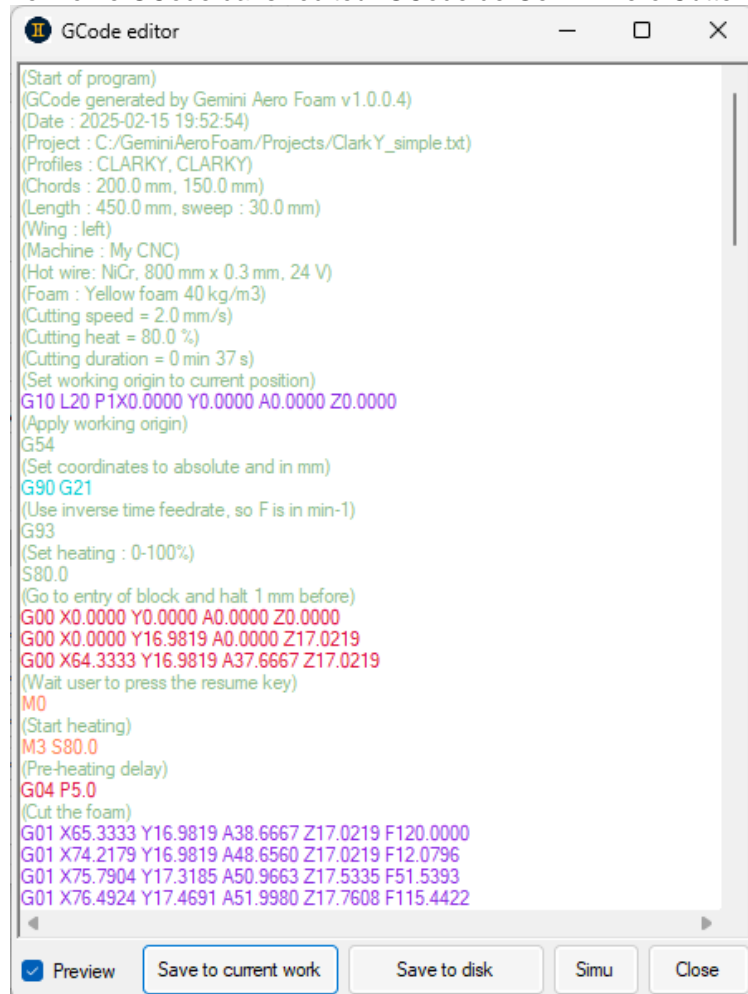 GCode editor
(Start of program)
(GCode generated by Gemini Aero Foam v1.0.0.4)
(Date : 2025-02-15 19:52:54)
(Project : C:/GeminiAeroFoam/Projects/ClarkY_simple.txt)
(Profiles : CLARKY, CLARKY)
(Chords : 200.0 mm, 150.0 mm)
(Length : 450.0 mm, sweep : 30.0 mm)
(Wing : left)
(Machine : My CNC)
(Hot wire: NiCr, 800 mm x 0.3 mm, 24 V)
(Foam : Yellow foam 40 kg/m3)
(Cutting speed = 2.0 mm/s)
(Cutting heat = 80.0 %)
(Cutting duration = 0 min 37 s)
(Set working origin to current position)
G10 L20 P1X0.0000 Y0.0000 A0.0000 Z0.0000
(Apply working origin)
G54
(Set coordinates to absolute and in mm)
G90 G21
(Use inverse time feedrate, so F is in min-1)
G93
(Set heating : 0-100%)
S80.0
(Go to entry of block and halt 1 mm before)
G00 X0.0000 Y0.0000 A0.0000 Z0.0000
G00 X0.0000 Y16.9819 A0.0000 Z17.0219
G00 X64.3333 Y16.9819 A37.6667 Z17.0219
(Wait user to press the resume key)
M0
(Start heating)
M3 S80.0
(Pre-heating delay)
G04 P5.0
(Cut the foam)
G01 X65.3333 Y16.9819 A38.6667 Z17.0219 F120.0000
G01 X74.2179 Y16.9819 A48.6560 Z17.0219 F12.0796
G01 X75.7904 Y17.3185 A50.9663 Z17.5335 F51.5393
G01 X76.4924 Y17.4691 A51.9980 Z17.7608 F115.4422
Preview Save to current work Save to disk Simu Close